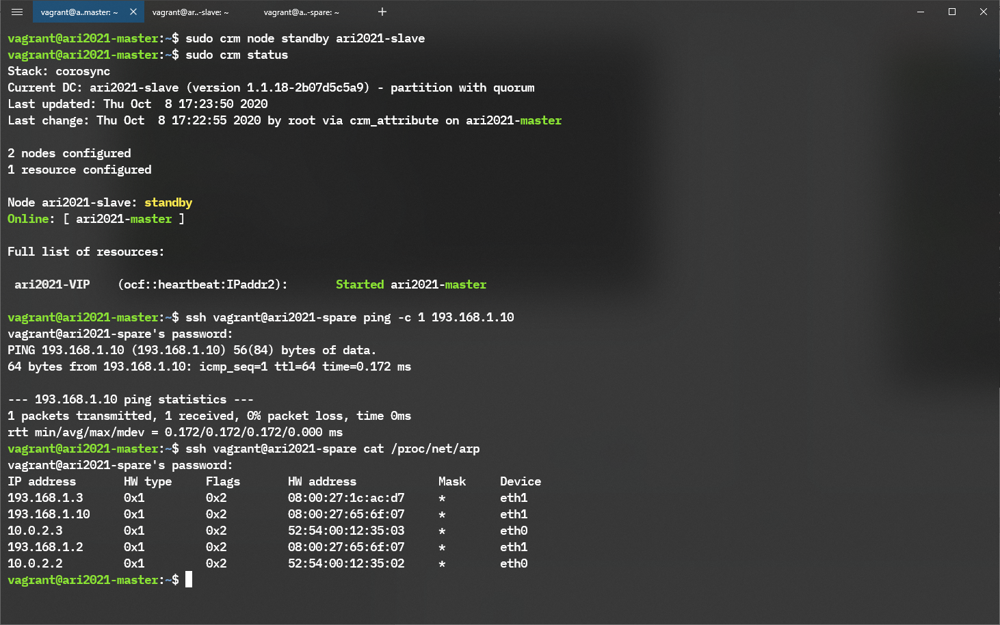 vagrant@a..master: ~ vagrant@ar..-slave: ~ vagrant@a..-spare: ~
vagrant@ari2021-master:~$ sudo crm node standby ari2021-slave
vagrant@ari2021-master:~$ sudo crm status
Stack: corosync
Current DC: ari2021-slave (version 1.1.18-2b07d5c5a9) - partition with quorum
Last updated: Thu Oct  8 17:23:50 2020
Last change: Thu Oct  8 17:22:55 2020 by root via crm_attribute on ari2021-master
2 nodes configured
1 resource configured
Node ari2021-slave: standby
Online: [ ari2021-master ]
Full list of resources:
ari2021-VIP    (ocf::heartbeat:IPaddr2):       Started ari2021-master
vagrant@ari2021-master:~$ ssh vagrant@ari2021-spare ping -c 1 193.168.1.10
vagrant@ari2021-spare's password:
PING 193.168.1.10 (193.168.1.10) 56(84) bytes of data.
64 bytes from 193.168.1.10: icmp_seq=1 ttl=64 time=0.172 ms
--- 193.168.1.10 ping statistics ---
1 packets transmitted, 1 received, 0% packet loss, time 0ms
rtt min/avg/max/mdev = 0.172/0.172/0.172/0.000 ms
vagrant@ari2021-master:~$ ssh vagrant@ari2021-spare cat /proc/net/arp
vagrant@ari2021-spare's password:
IP address       HW type     Flags       HW address            Mask     Device
193.168.1.3      0x1         0x2         08:00:27:1c:ac:d7     *        eth1
193.168.1.10     0x1         0x2         08:00:27:65:6f:07     *        eth1
10.0.2.3         0x1         0x2         52:54:00:12:35:03     *        eth0
193.168.1.2      0x1         0x2         08:00:27:65:6f:07     *        eth1
10.0.2.2         0x1         0x2         52:54:00:12:35:02     *        eth0
vagrant@ari2021-master:~$